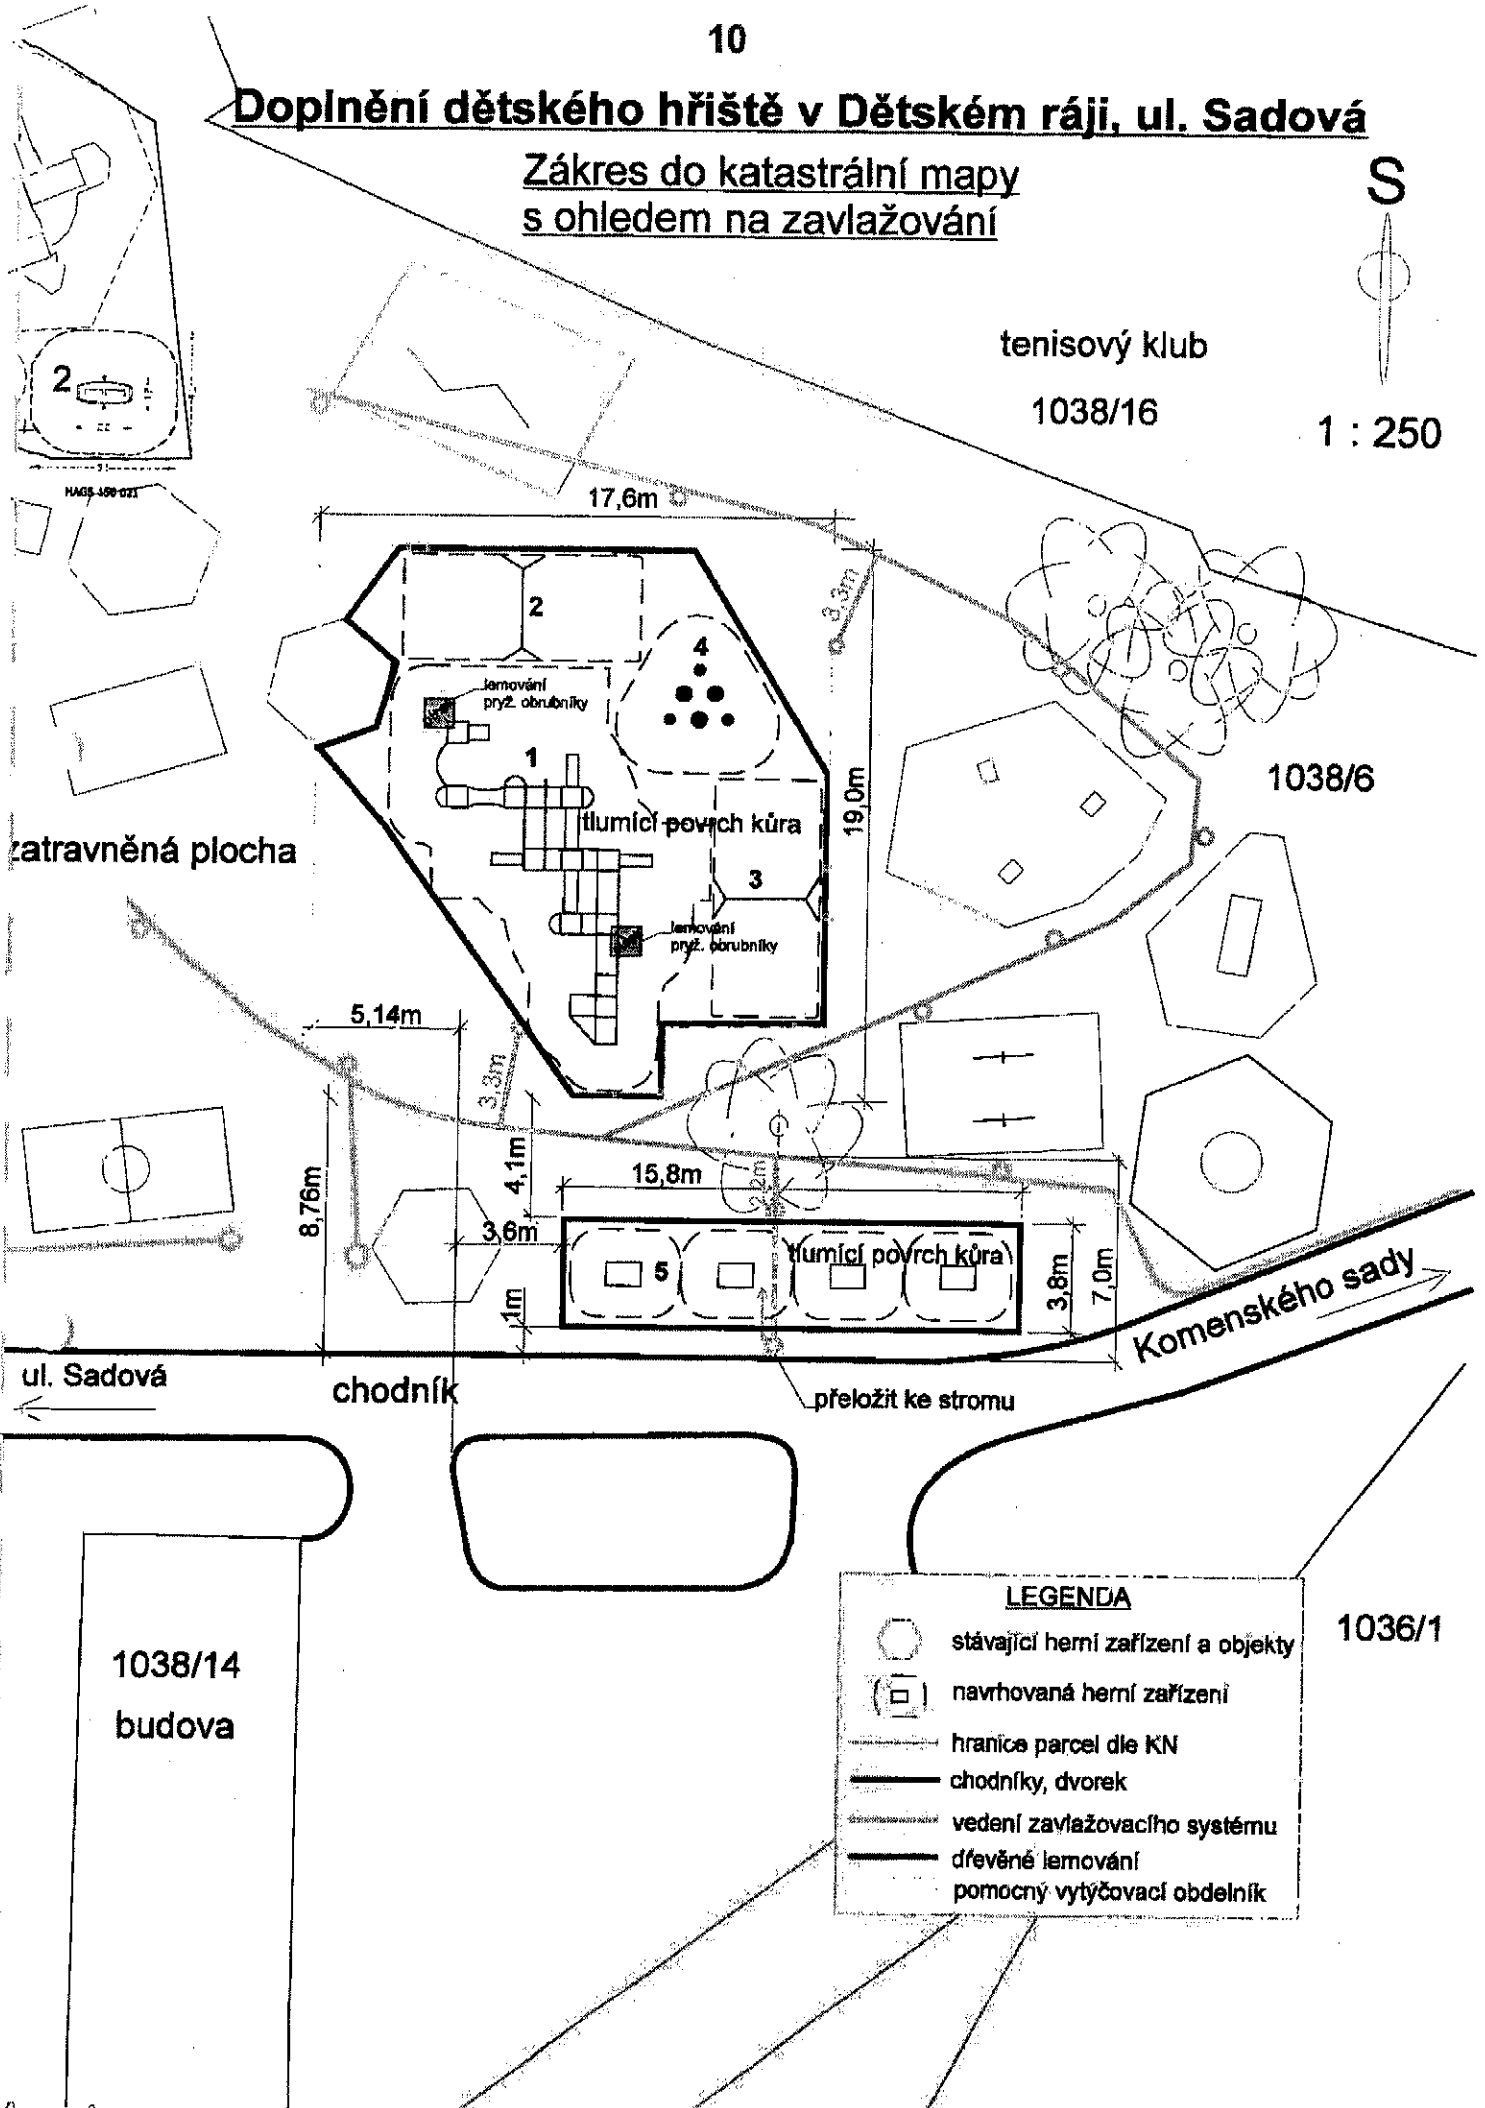 10
Doplnění dětského hřiště v Dětském ráji, ul. Sadová
Zákres do katastrální mapy
s ohledem na zavlažování
S
1 : 250
tenisový klub
1038/16
2
HAGS
17,6m
3,3m
2
4
lemování
pryž. obrubníky
1
1038/6
19,0m
tlumící povrch kůra
zatravněná plocha
3
lemování
pryž. obrubníky
5,14m
3,3m
4,1m
8,76m
15,8m
2,2m
3,6m
tlumící povrch kůra
5
1m
3,8m
7,0m
Komenského sady
ul. Sadová
chodník
přeložit ke stromu
1038/14
budova
1036/1
LEGENDA
stávající herní zařízení a objekty
navrhovaná herní zařízení
hranice parcel dle KN
chodníky, dvorek
vedení zavlažovacího systému
dřevěné lemování
pomocný vytýčovací obdelník